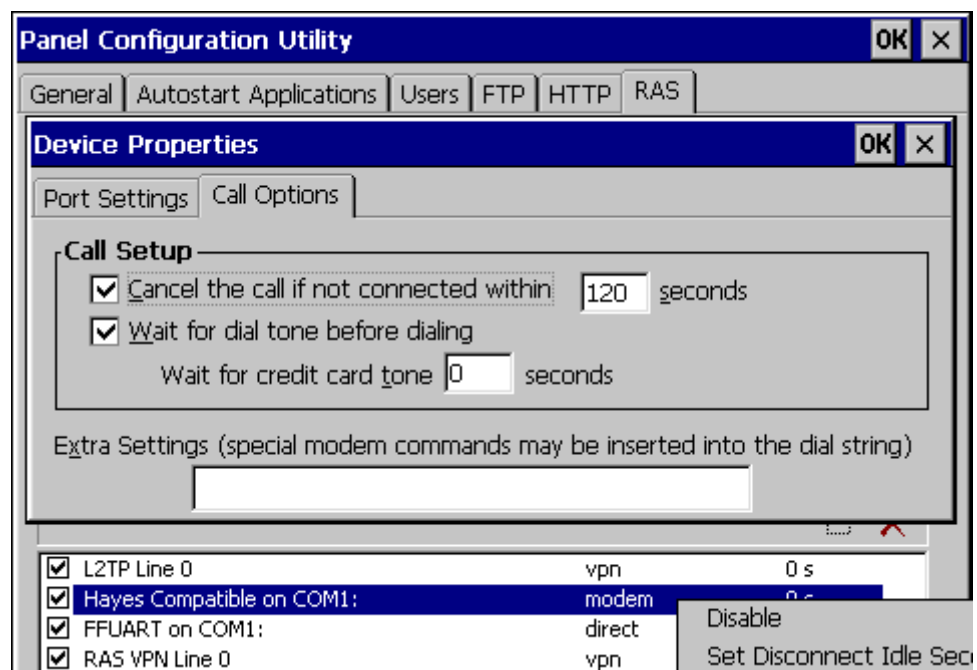 Panel Configuration Utility OK
General Autostart Applications Users FTP HTTP RAS
Device Properties OK
Port Settings Call Options
Call Setup
Cancel the call if not connected within 120 seconds
Wait for dial tone before dialing
Wait for credit card tone 0 seconds
Extra Settings (special modem commands may be inserted into the dial string)
L2TP Line 0 vpn 0 s
Hayes Compatible on COM1: modem
Disable
FFUART on COM1: direct
RAS VPN Line 0 vpn
Set Disconnect Idle